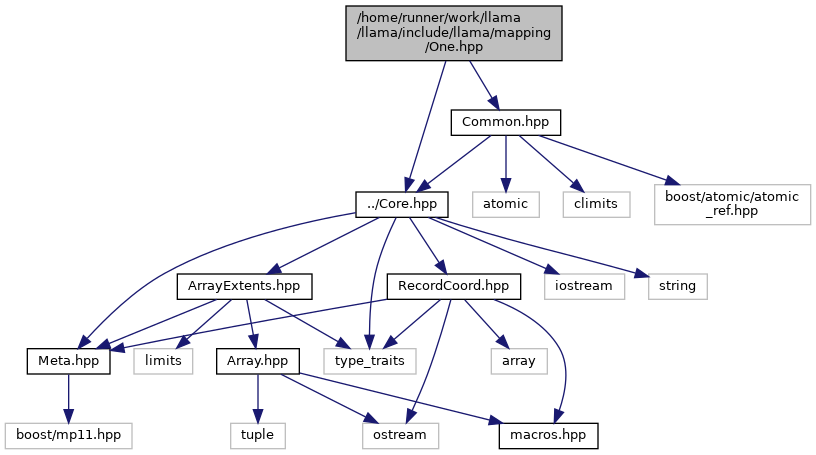 /home/runner/work/llama
/llama/include/llama/mapping
/One.hpp
Common.hpp
../Core.hpp
atomic
climits
boost/atomic/atomic
_ref.hpp
ArrayExtents.hpp
RecordCoord.hpp
iostream
string
Meta.hpp
limits
Array.hpp
type_traits
array
boost/mp11.hpp
tuple
ostream
macros.hpp